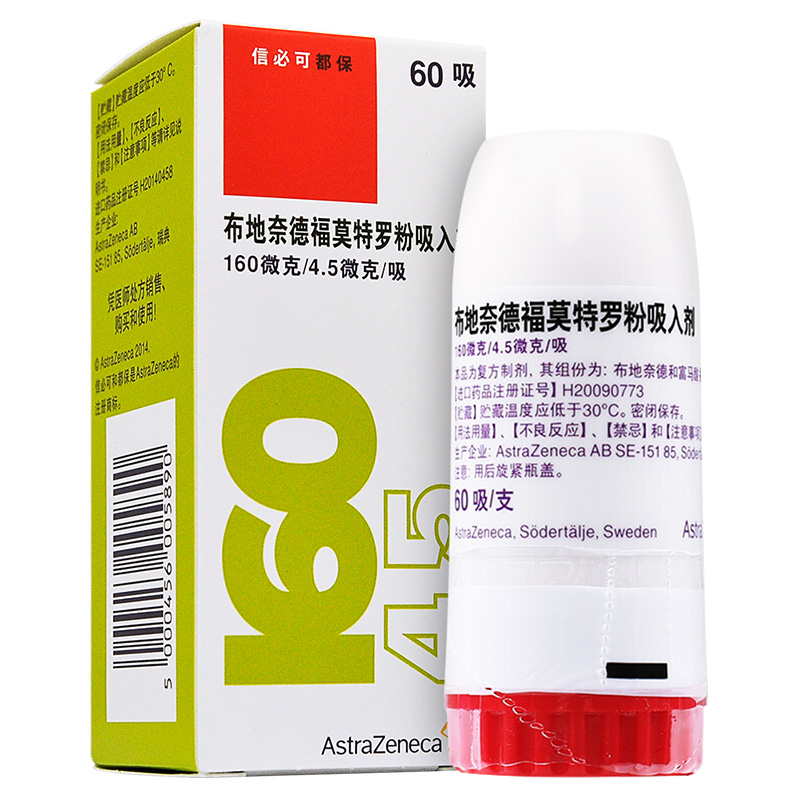 【贮藏】贮藏温度应低于30°C。
密闭保存。
【用法用量】、【不良反应】、
【禁忌】和【注意事项】等请详见说
明书。
进口药品注册证号H20140458
生产企业:
AstraZeneca AB
SE-151 85, Södertälje, 瑞典
凭医师处方销售、
购买和使用!
© AstraZeneca 2014.
信必可和都保是AstraZeneca的
注册商标。
5 000456 005890
信必可都保
60 吸
布地奈德福莫特罗粉吸入
160微克/4.5微克/吸
160
4.5
AstraZeneca
布地奈德福莫特罗粉吸入剂
160微克/4.5微克/吸
本品为复方制剂，其组份为：布地奈德和富马酸
【进口药品注册证号】H20090773
【贮藏】贮藏温度应低于30°C。密闭保存。
【用法用量】、【不良反应】、【禁忌】和【注意事项
生产企业: AstraZeneca AB SE-151 85, Södert
注意: 用后旋紧瓶盖。
60 吸/支
AstraZeneca, Södertälje, Sweden
Astra